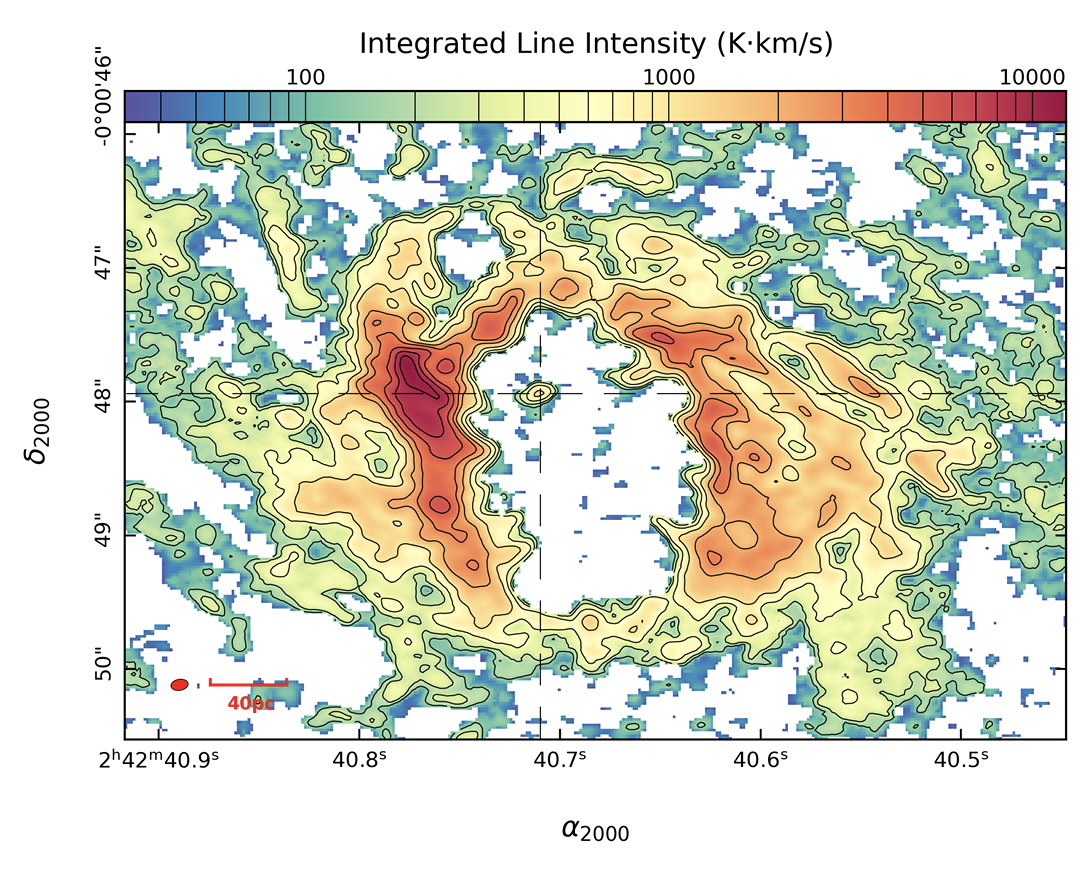 Integrated Line Intensity (K·km/s)
100 1000 10000
-0°00'46"
47"
48"
49"
50"
δ2000
40pc
2ʰ42ᵐ40.9ˢ 40.8ˢ 40.7ˢ 40.6ˢ 40.5ˢ
α2000